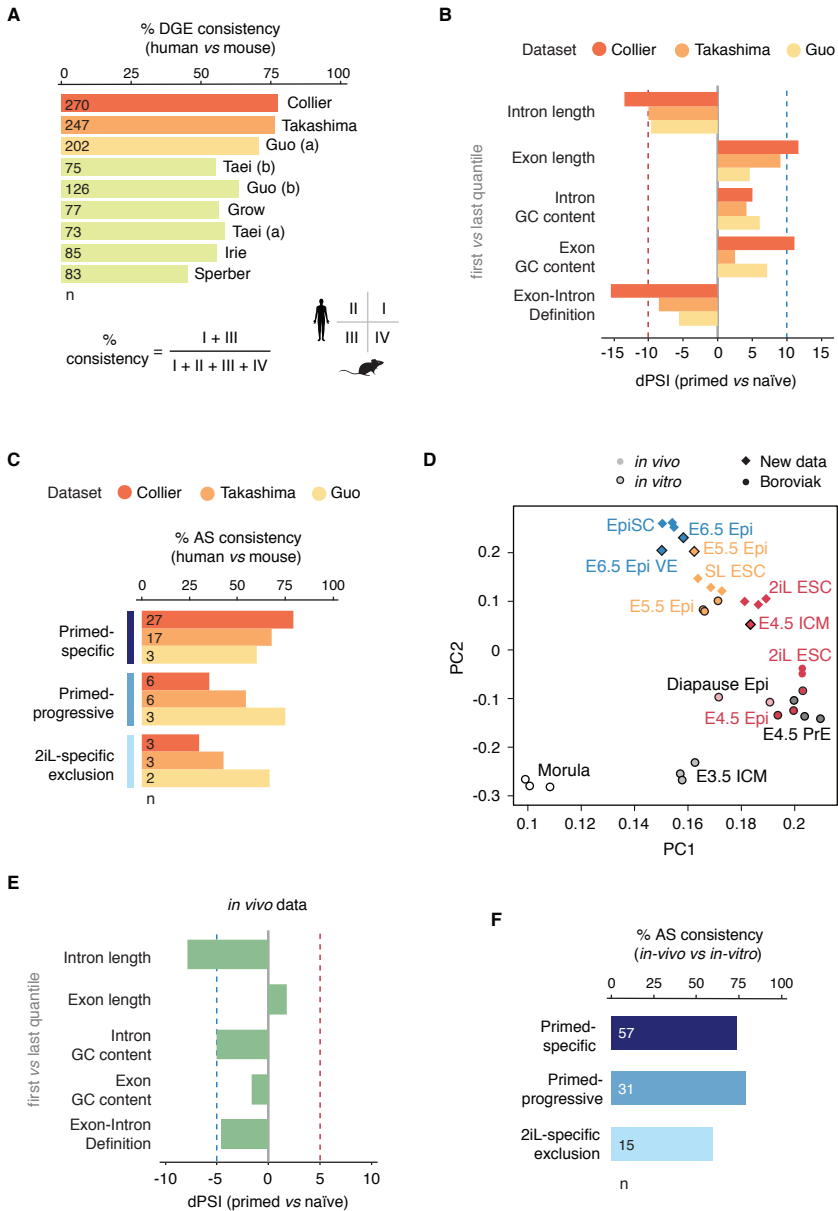 A
% DGE consistency
(human vs mouse)
0 25 50 75 100
270 Collier
247 Takashima
202 Guo (a)
75 Taei (b)
126 Guo (b)
77 Grow
73 Taei (a)
85 Irie
83 Sperber
n
% consistency = I + III
I + II + III + IV
II I
III IV
B
Dataset Collier Takashima Guo
first vs last quantile
Intron length
Exon length
Intron
GC content
Exon
GC content
Exon-Intron
Definition
-15 -10 -5 0 5 10 15
dPSI (primed vs naïve)
C
Dataset Collier Takashima Guo
% AS consistency
(human vs mouse)
0 25 50 75 100
Primed-
specific
27
17
3
Primed-
progressive
6
6
3
2iL-specific
exclusion
3
3
2
n
D
in vivo
in vitro
New data
Boroviak
PC2
0.2
0.1
0
-0.1
-0.2
-0.3
EpiSC
E6.5 Epi
E6.5 Epi VE
E5.5 Epi
SL ESC
E5.5 Epi
2iL ESC
E4.5 ICM
2iL ESC
Diapause Epi
E4.5 Epi
E4.5 PrE
Morula
E3.5 ICM
0.1 0.12 0.14 0.16 0.18 0.2
PC1
E
in vivo data
first vs last quantile
Intron length
Exon length
Intron
GC content
Exon
GC content
Exon-Intron
Definition
-10 -5 0 5 10
dPSI (primed vs naïve)
F
% AS consistency
(in-vivo vs in-vitro)
0 25 50 75 100
Primed-
specific
57
Primed-
progressive
31
2iL-specific
exclusion
15
n